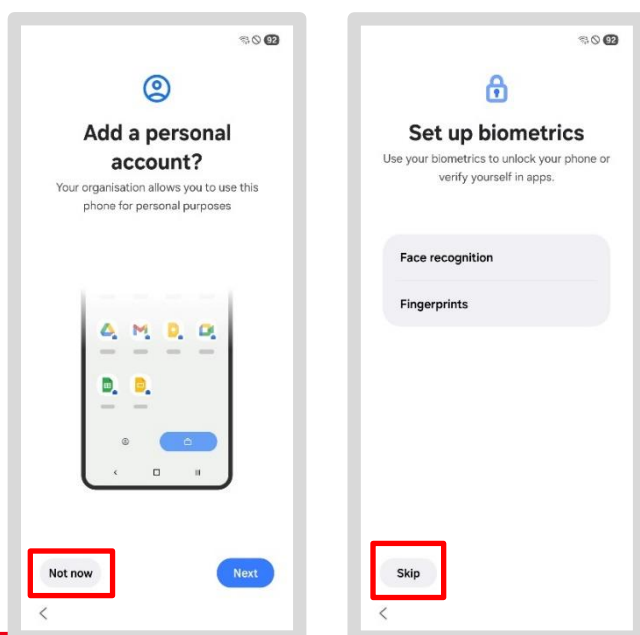 92
Add a personal
account?
Your organisation allows you to use this
phone for personal purposes
Not now
Next
92
Set up biometrics
Use your biometrics to unlock your phone or
verify yourself in apps.
Face recognition
Fingerprints
Skip